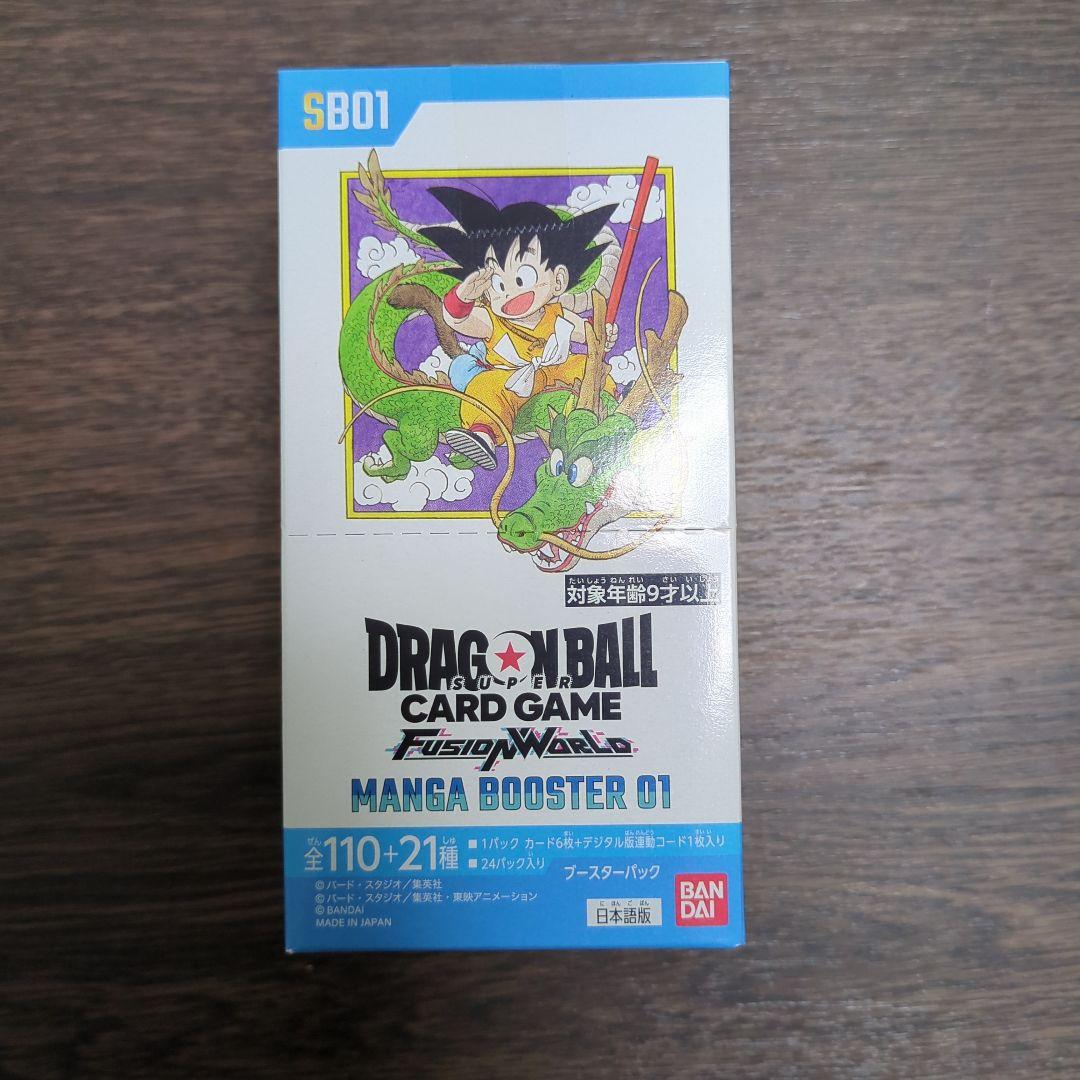 SB01
たいしょうねんれい さい いじょう
対象年齢9才以上
DRAGON BALL
SUPER
CARD GAME
FUSION WORLD
MANGA BOOSTER 01
ぜん しゅ
全110+21種
まい ばんれんどう まいい
■1パック カード6枚+デジタル版連動コード1枚入り
い
■24パック入り
ブースターパック
©バード・スタジオ/集英社
©バード・スタジオ/集英社・東映アニメーション
©BANDAI
MADE IN JAPAN
にほんごばん
日本語版
BAN
DAI